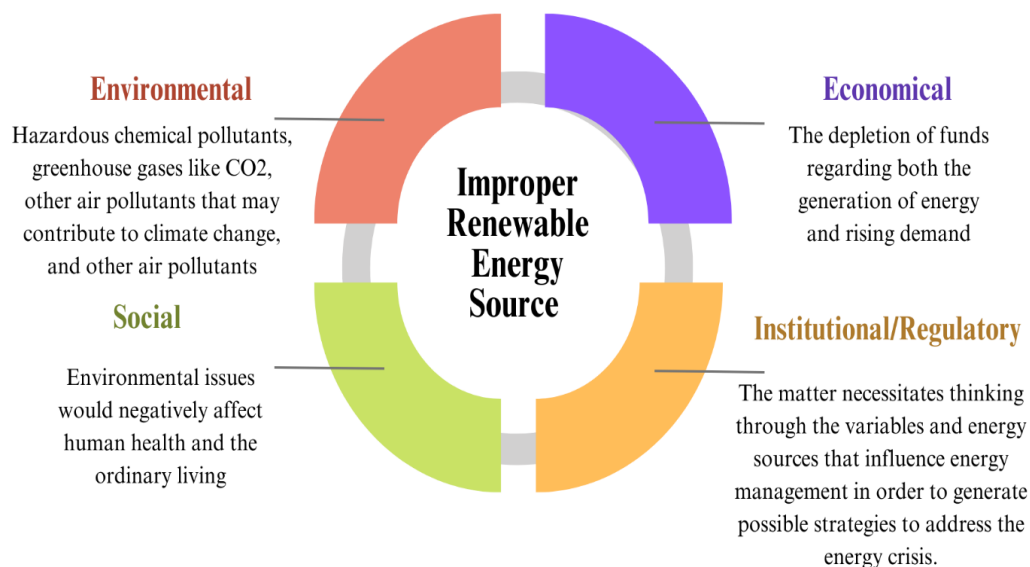 Environmental
Hazardous chemical pollutants,
greenhouse gases like CO2,
other air pollutants that may
contribute to climate change,
and other air pollutants
Economical
The depletion of funds
regarding both the
generation of energy
and rising demand
Improper
Renewable
Energy
Source
Social
Environmental issues
would negatively affect
human health and the
ordinary living
Institutional/Regulatory
The matter necessitates thinking
through the variables and energy
sources that influence energy
management in order to generate
possible strategies to address the
energy crisis.